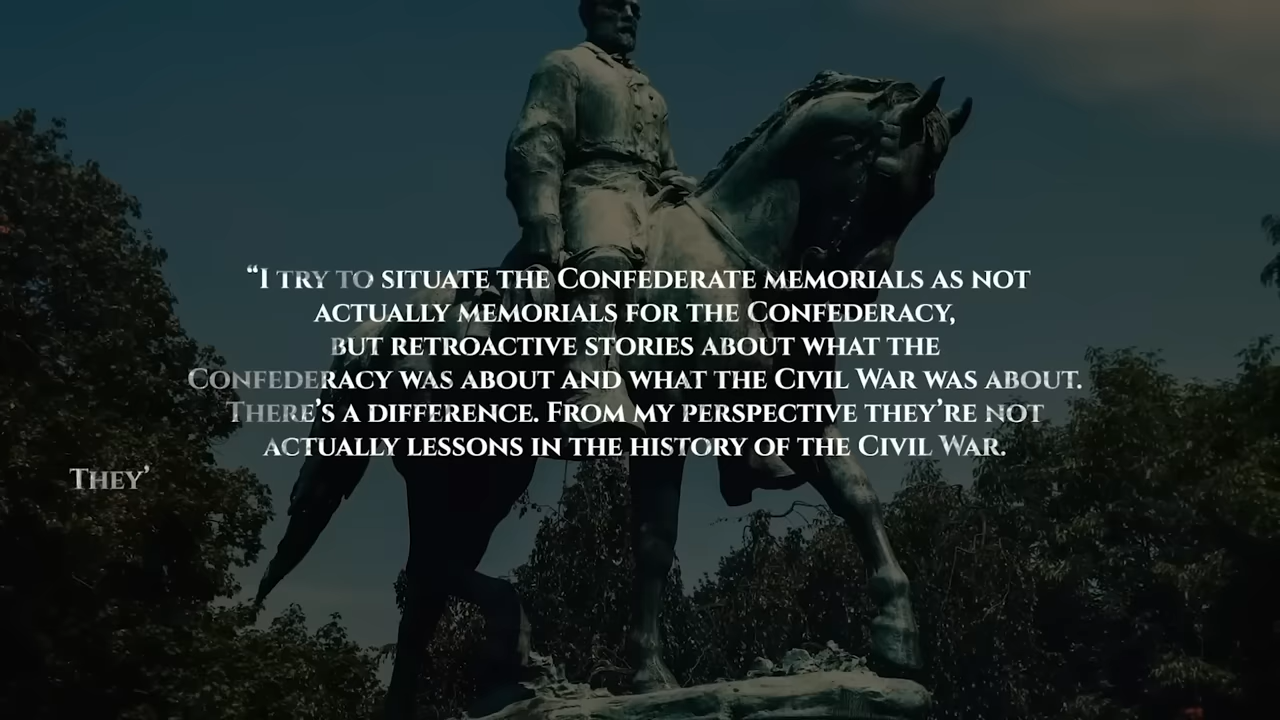 “I try to situate the Confederate memorials as not
actually memorials for the Confederacy,
but retroactive stories about what the
Confederacy was about and what the Civil War was about.
There’s a difference. From my perspective they’re not
actually lessons in the history of the Civil War.
They’